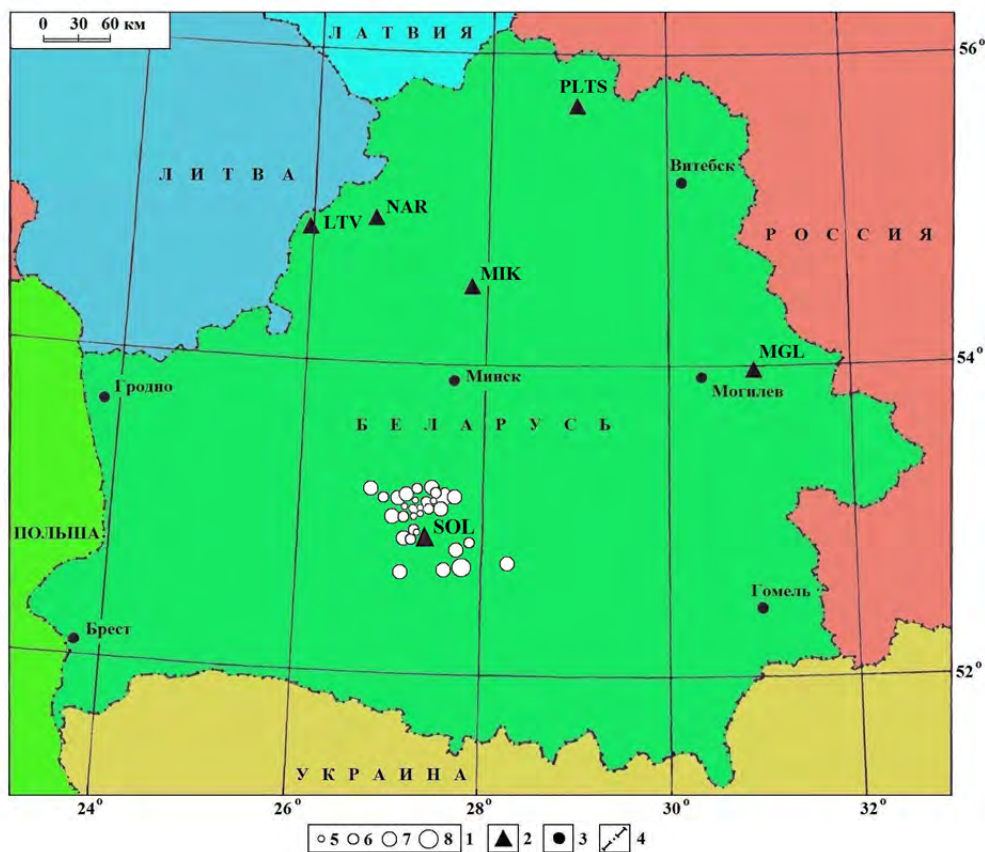 0 30 60 км
ЛАТВИЯ
56°
PLTS
Витебск
ЛИТВА
NAR
LTV
РОССИЯ
MIK
MGL
54°
Гродно
Минск
Могилев
БЕЛАРУСЬ
ПОЛЬША
SOL
Гомель
Брест
52°
УКРАИНА
24° 26° 28° 30° 32°
5 6 7 8 1 2 3 4